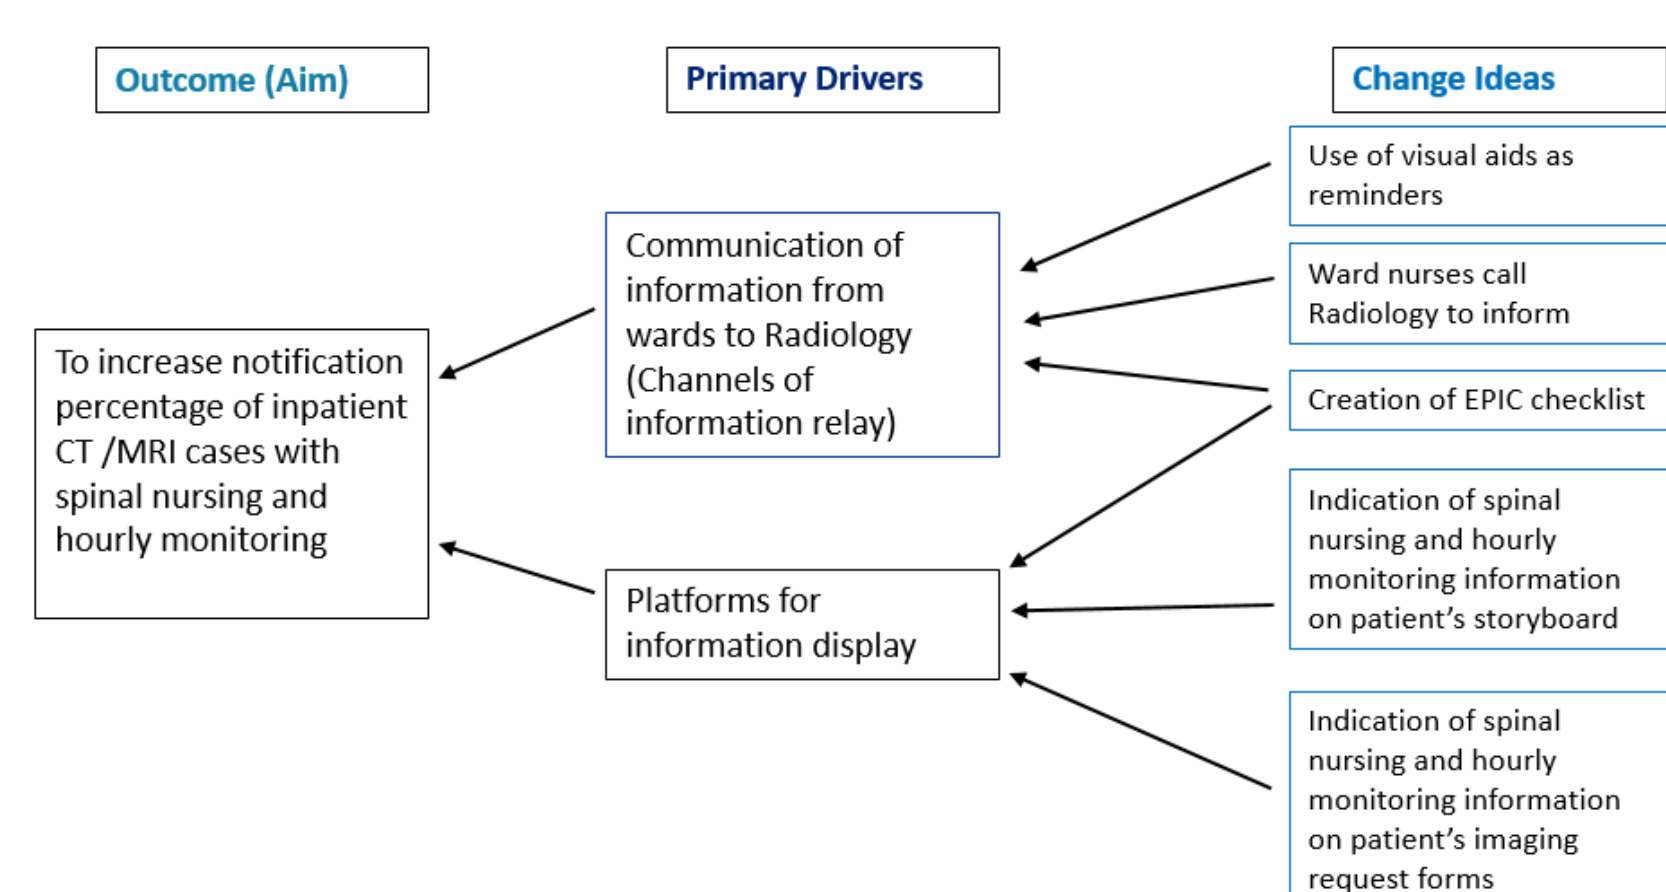 Outcome (Aim)
Primary Drivers
Change Ideas
To increase notification
percentage of inpatient
CT /MRI cases with
spinal nursing and
hourly monitoring
Communication of
information from
wards to Radiology
(Channels of
information relay)
Platforms for
information display
Use of visual aids as
reminders
Ward nurses call
Radiology to inform
Creation of EPIC checklist
Indication of spinal
nursing and hourly
monitoring information
on patient’s storyboard
Indication of spinal
nursing and hourly
monitoring information
on patient’s imaging
request forms